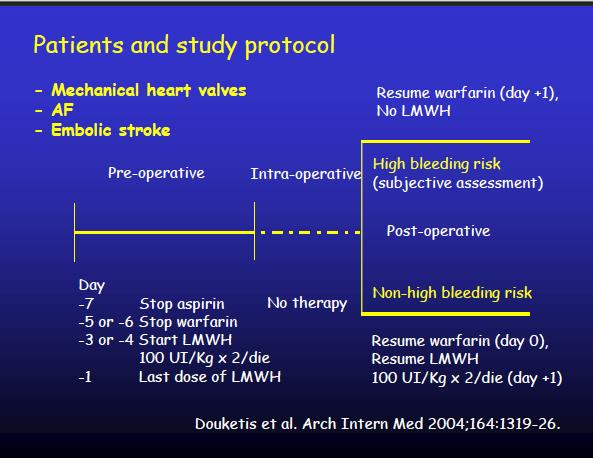 Patients and study protocol
- Mechanical heart valves
- AF
- Embolic stroke
Resume warfarin (day +1),
No LMWH
Pre-operative
Intra-operative
High bleeding risk
(subjective assessment)
Post-operative
Day
-7 Stop aspirin
-5 or -6 Stop warfarin
-3 or -4 Start LMWH
100 UI/Kg x 2/die
-1 Last dose of LMWH
No therapy
Non-high bleeding risk
Resume warfarin (day 0),
Resume LMWH
100 UI/Kg x 2/die (day +1)
Douketis et al. Arch Intern Med 2004;164:1319-26.